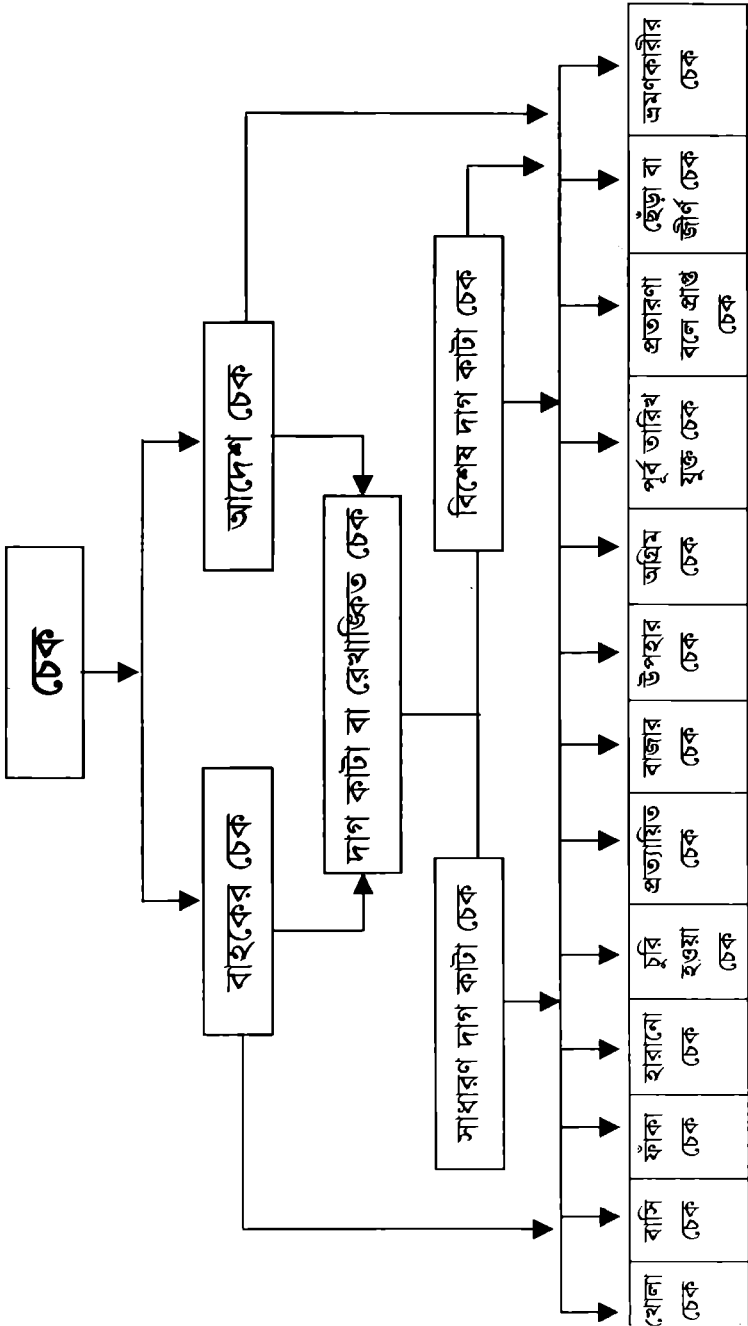 চেক
বাহকের চেক
আদেশ চেক
দাগ কাটা বা রেখাঙ্কিত চেক
সাধারণ দাগ কাটা চেক
বিশেষ দাগ কাটা চেক
খোলা
চেক
বাসি
চেক
ফাঁকা
চেক
হারানো
চেক
চুরি
হওয়া
চেক
প্রত্যায়িত
চেক
বাজার
চেক
উপহার
চেক
অগ্রিম
চেক
পূর্ব তারিখ
যুক্ত চেক
প্রতারণা
বলে প্রাপ্ত
চেক
ছেঁড়া বা
জীর্ণ চেক
ভ্রমণকারীর
চেক